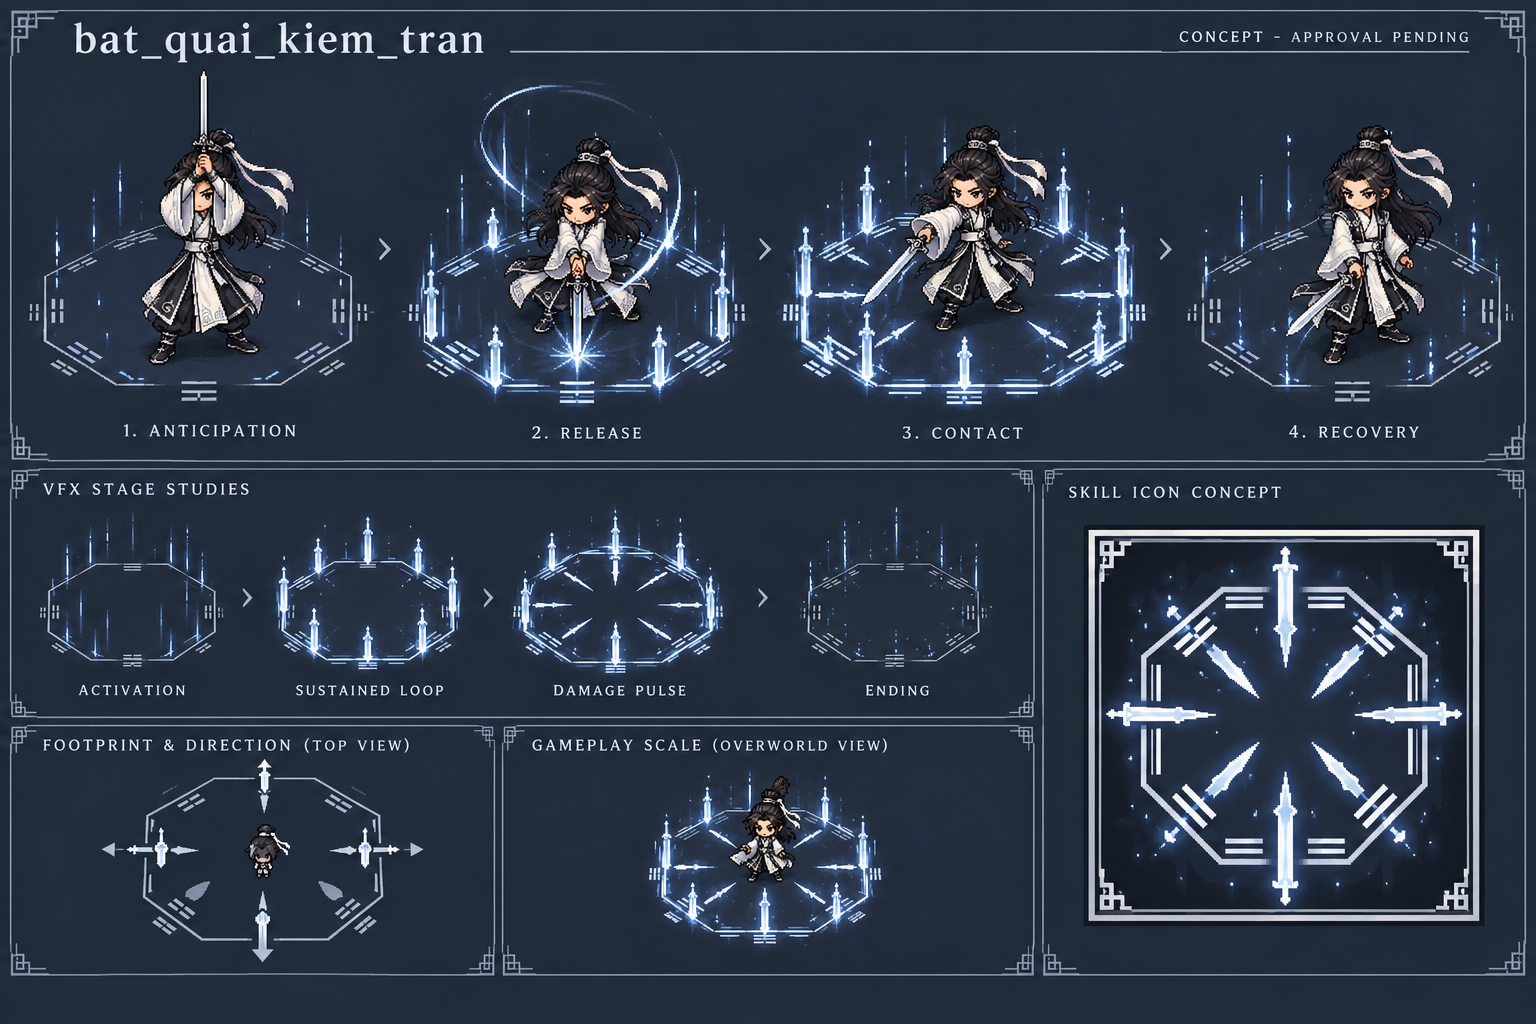 bat_quai_kiem_tran
CONCEPT - APPROVAL PENDING
1. ANTICIPATION
2. RELEASE
3. CONTACT
4. RECOVERY
VFX STAGE STUDIES
ACTIVATION
SUSTAINED LOOP
DAMAGE PULSE
ENDING
SKILL ICON CONCEPT
FOOTPRINT & DIRECTION (TOP VIEW)
GAMEPLAY SCALE (OVERWORLD VIEW)